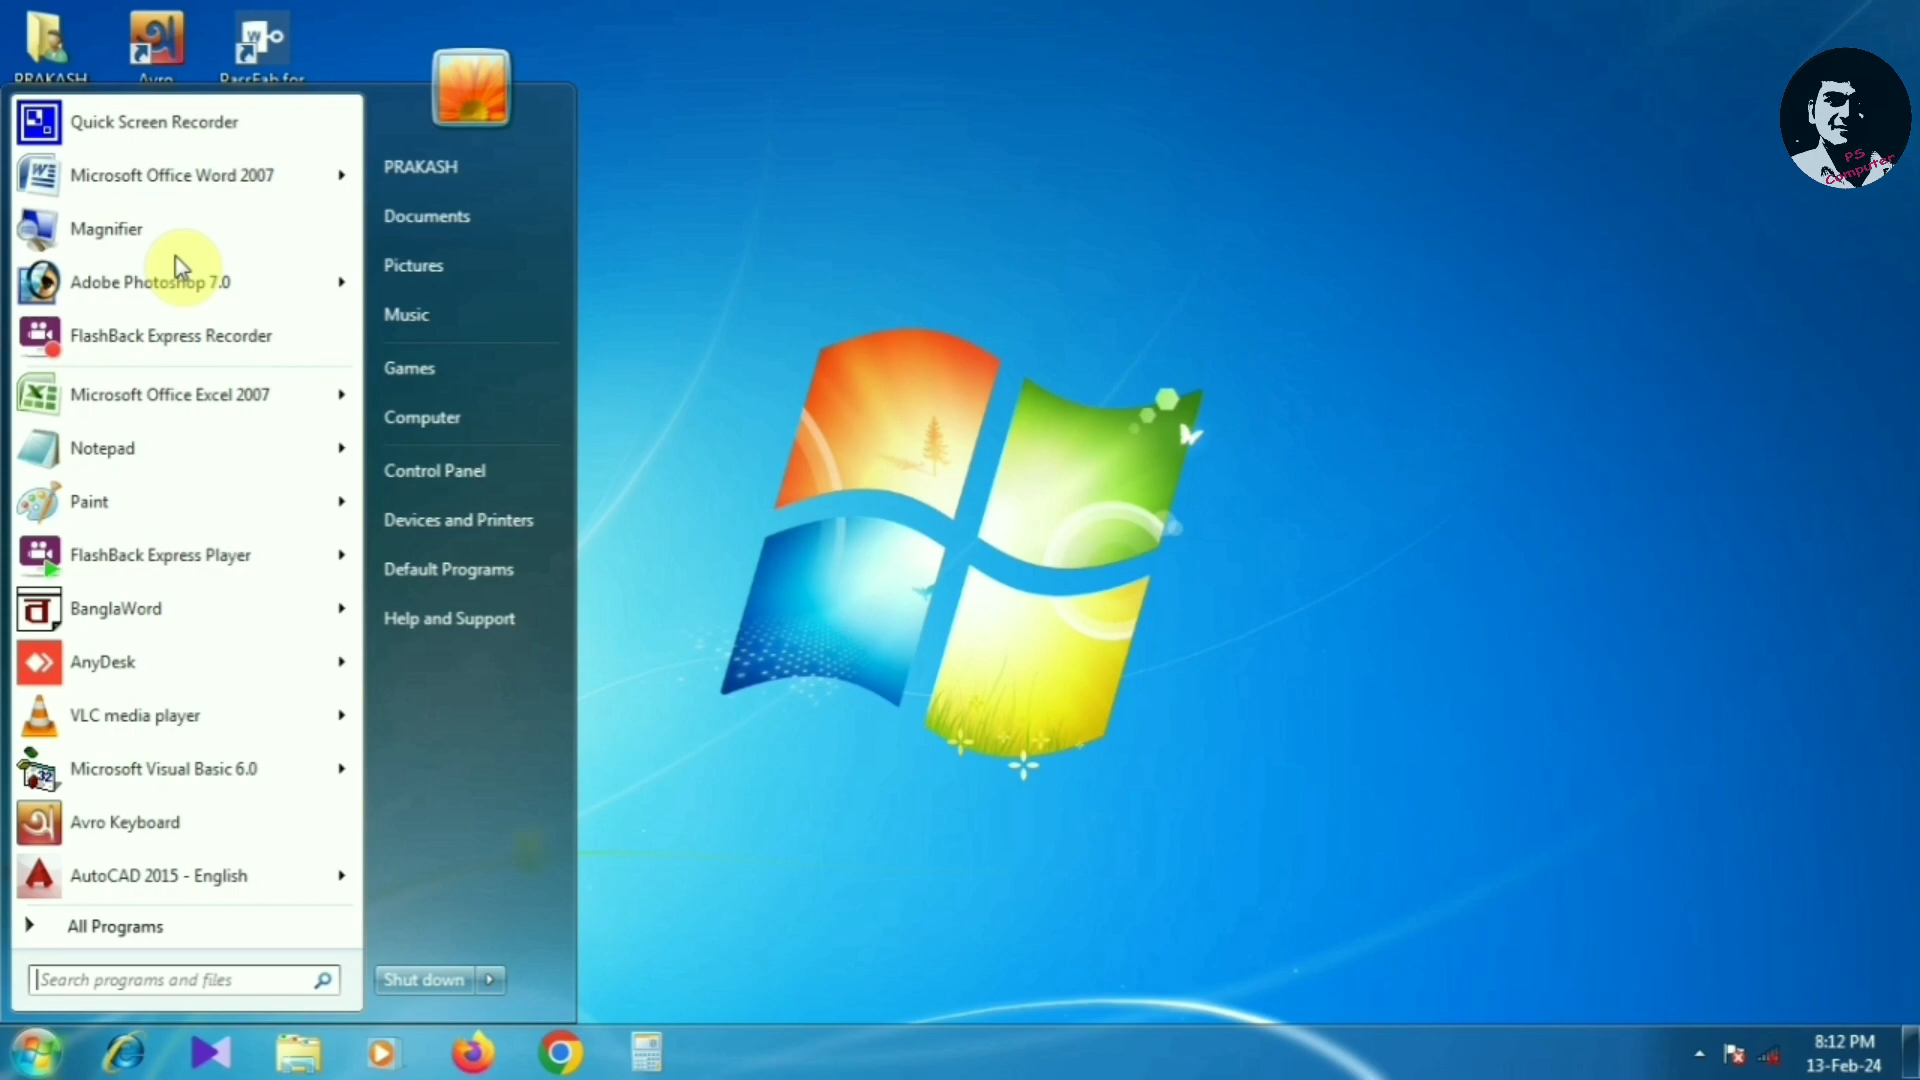 PRAKASH
Avro
PassFab for
Quick Screen Recorder
Microsoft Office Word 2007
Magnifier
Adobe Photoshop 7.0
FlashBack Express Recorder
Microsoft Office Excel 2007
Notepad
Paint
FlashBack Express Player
BanglaWord
AnyDesk
VLC media player
Microsoft Visual Basic 6.0
Avro Keyboard
AutoCAD 2015 - English
All Programs
Search programs and files
PRAKASH
Documents
Pictures
Music
Games
Computer
Control Panel
Devices and Printers
Default Programs
Help and Support
Shut down
PS
Computer
8:12 PM
13-Feb-24